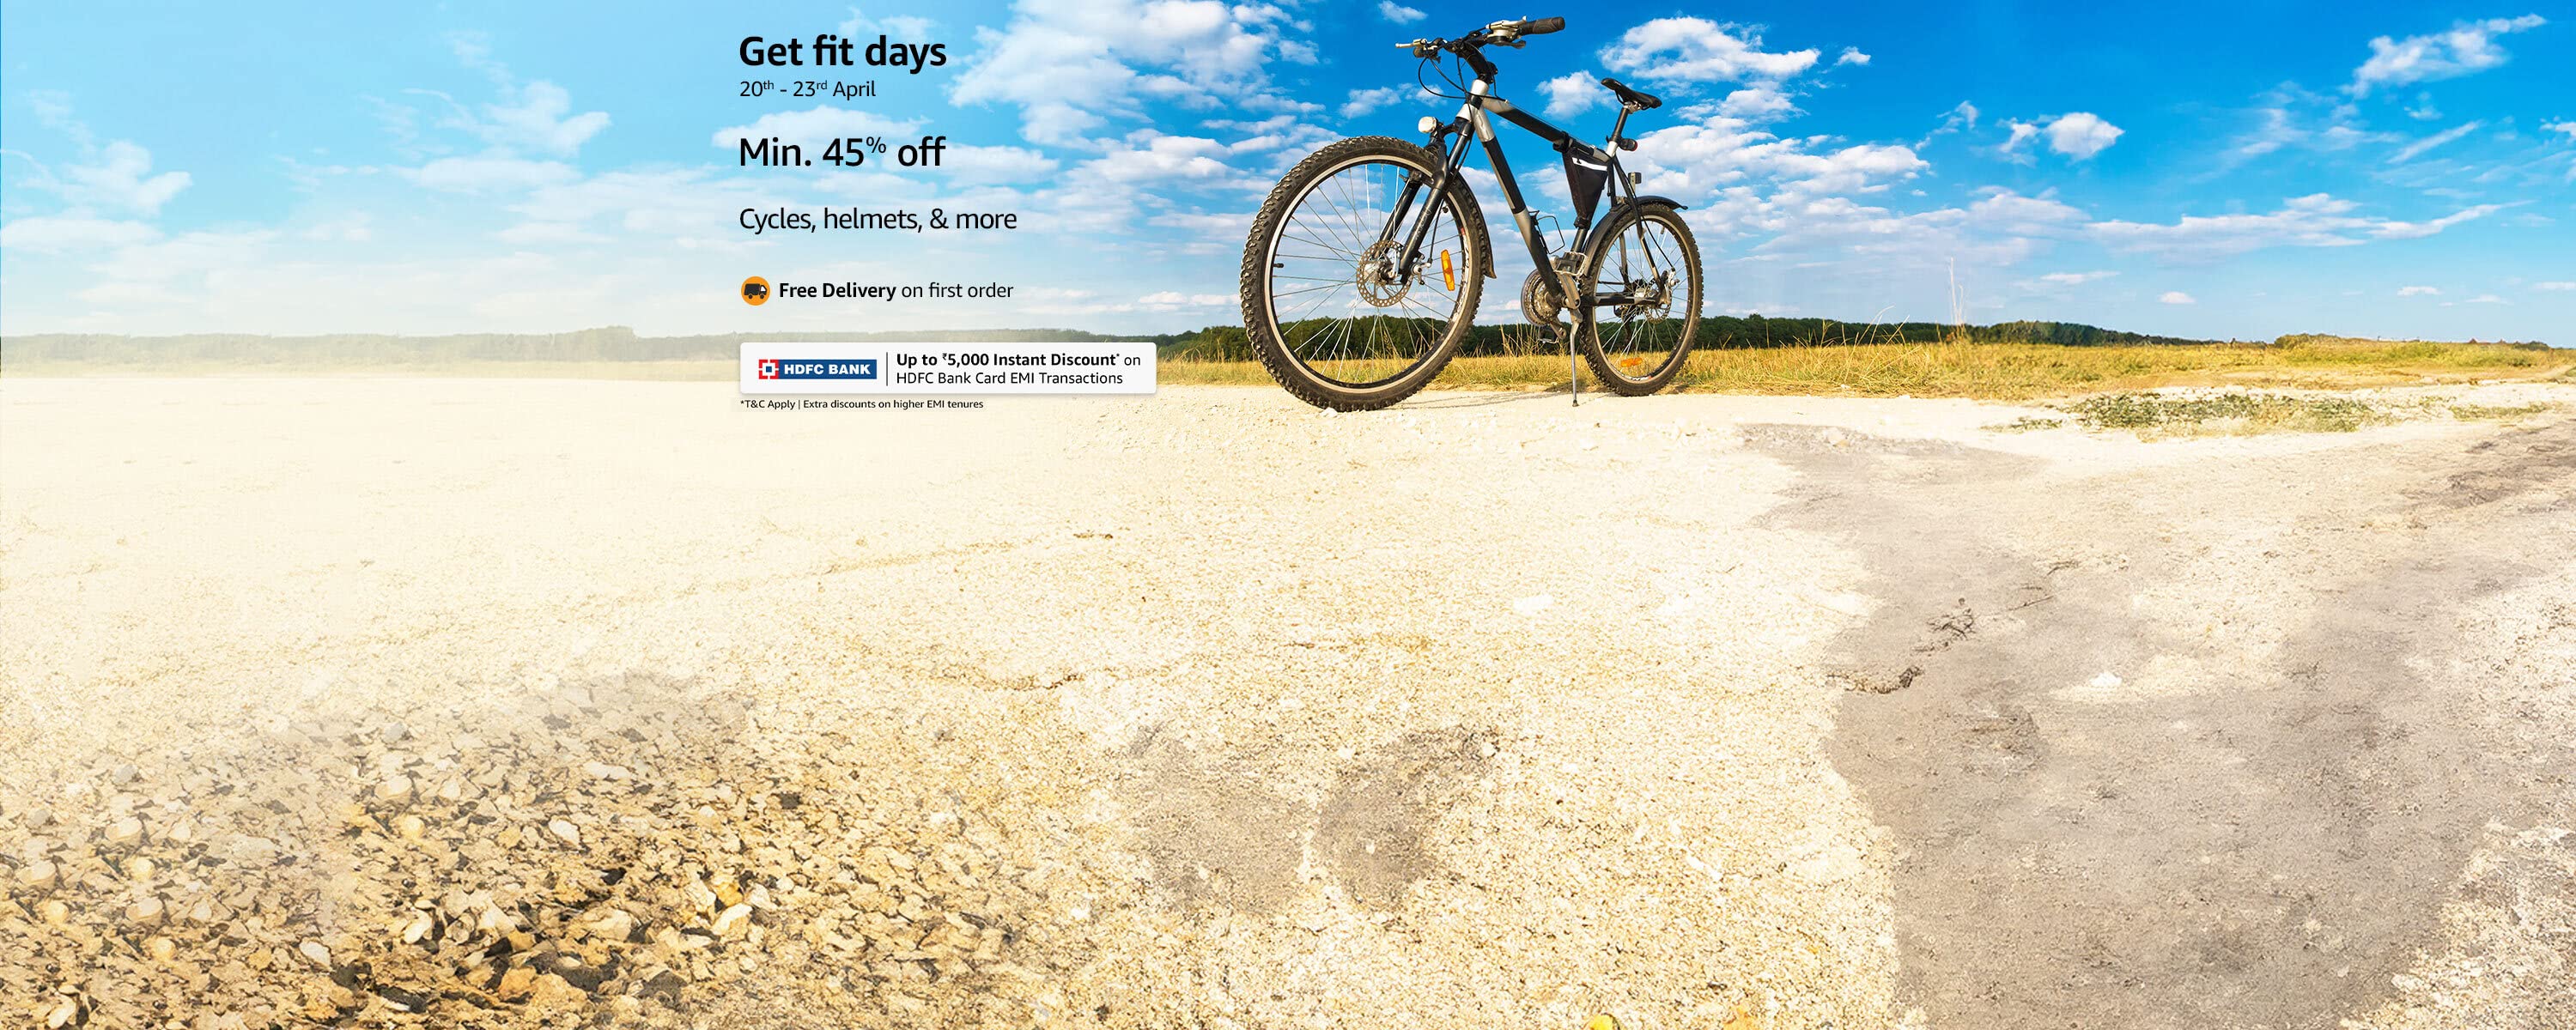 Get fit days
20th - 23rd April
Min. 45% off
Cycles, helmets, & more
Free Delivery on first order
HDFC BANK
Up to ₹5,000 Instant Discount* on
HDFC Bank Card EMI Transactions
*T&C Apply | Extra discounts on higher EMI tenures